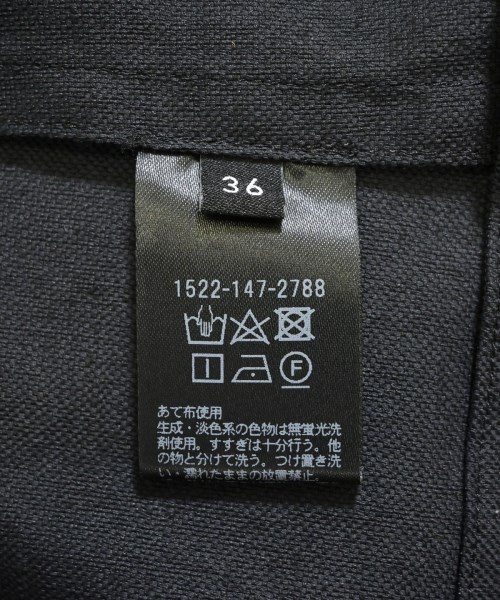 36
1522-147-2788
あて布使用
生成・淡色系の色物は無蛍光洗
剤使用。すすぎは十分行う。他
の物と分けて洗う。つけ置き洗
い・濡れたままの放置禁止。